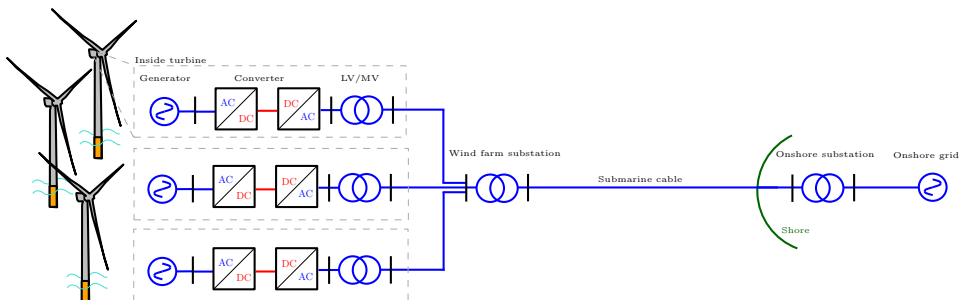 Inside turbine
Generator
Converter
LV/MV
AC
DC
DC
AC
Wind farm substation
Submarine cable
Onshore substation
Onshore grid
Shore
AC
DC
DC
AC
AC
DC
DC
AC